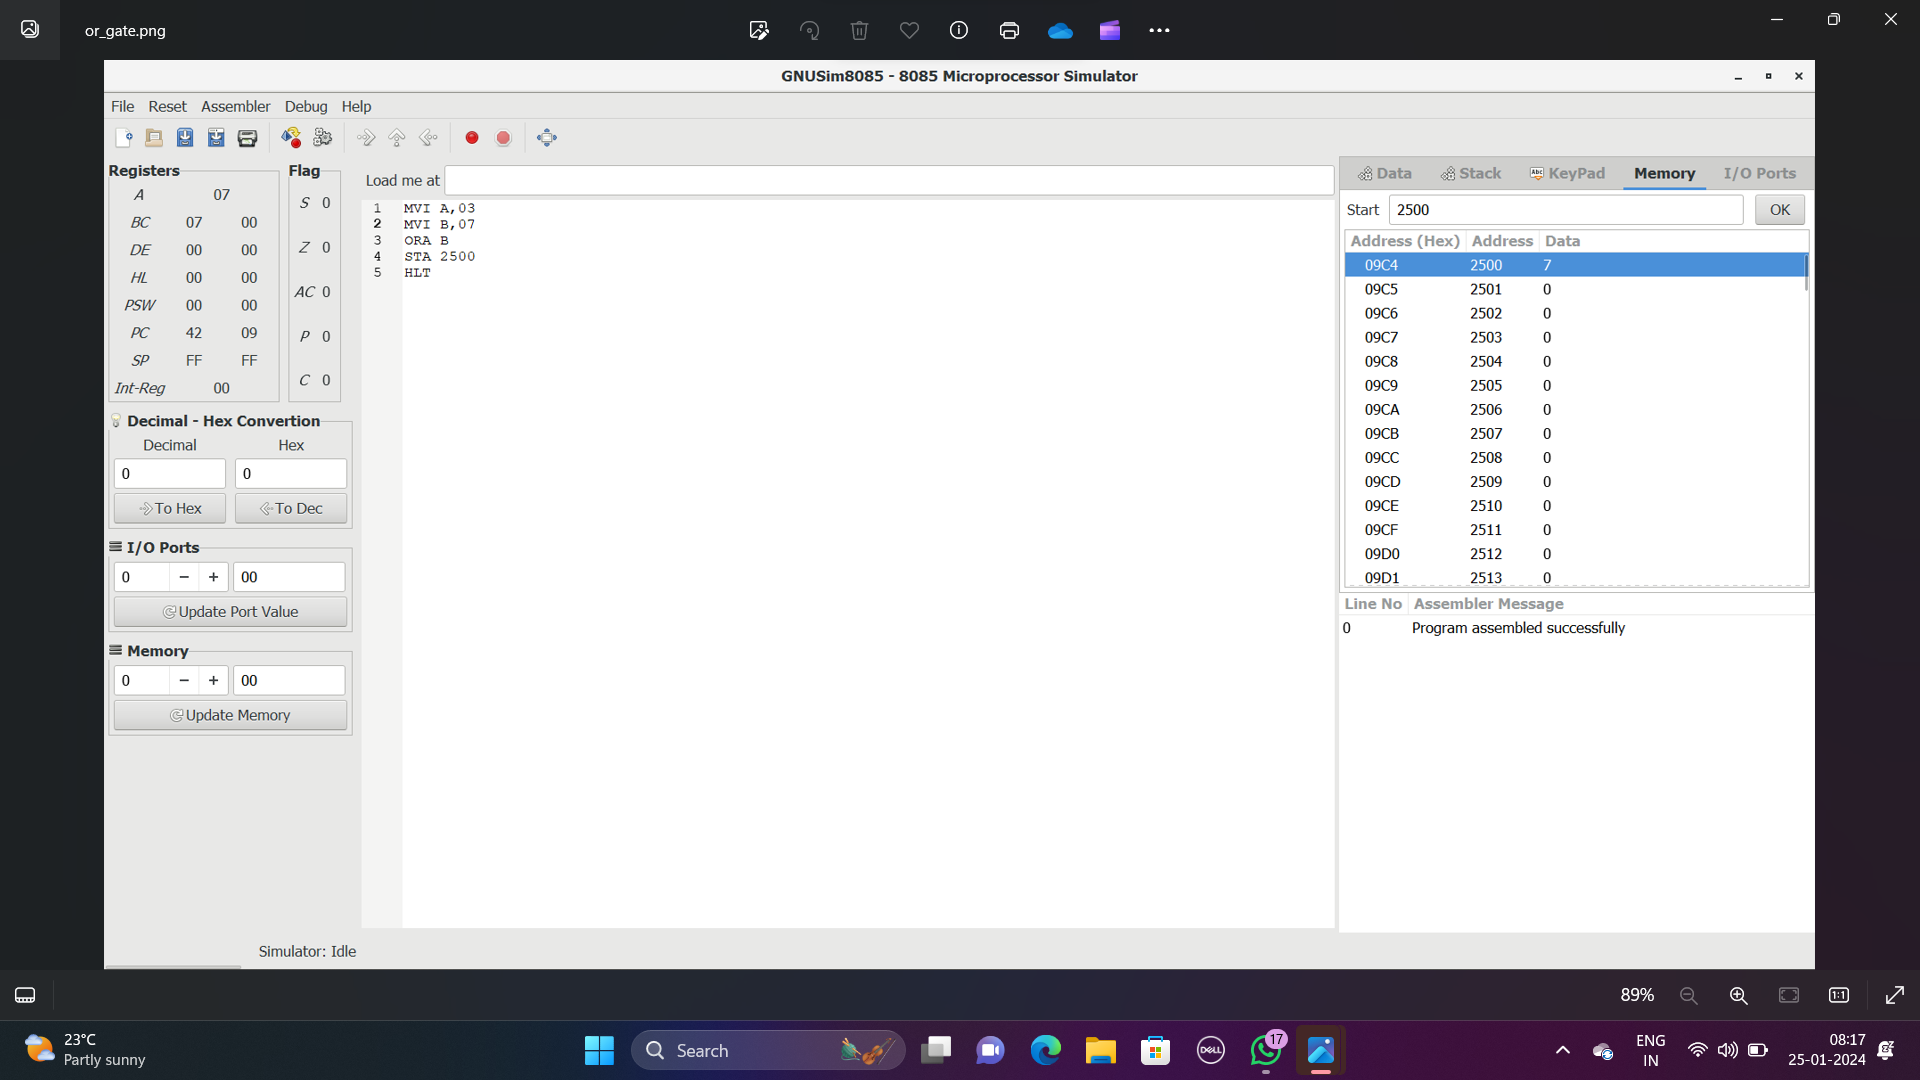 or_gate.png
GNUSim8085 - 8085 Microprocessor Simulator
File Reset Assembler Debug Help
Registers
A 07
BC 07 00
DE 00 00
HL 00 00
PSW 00 00
PC 42 09
SP FF FF
Int-Reg 00
Flag
S 0
Z 0
AC 0
P 0
C 0
Decimal - Hex Convertion
Decimal Hex
0 0
To Hex To Dec
I/O Ports
0 − + 00
Update Port Value
Memory
0 − + 00
Update Memory
Load me at
1 MVI A,03
2 MVI B,07
3 ORA B
4 STA 2500
5 HLT
Data Stack Abc KeyPad Memory I/O Ports
Start 2500 OK
Address (Hex) Address Data
09C4 2500 7
09C5 2501 0
09C6 2502 0
09C7 2503 0
09C8 2504 0
09C9 2505 0
09CA 2506 0
09CB 2507 0
09CC 2508 0
09CD 2509 0
09CE 2510 0
09CF 2511 0
09D0 2512 0
09D1 2513 0
Line No Assembler Message
0 Program assembled successfully
Simulator: Idle
89% 1:1
23°C
Partly sunny
Search
DELL
17
ENG
IN
08:17
25-01-2024